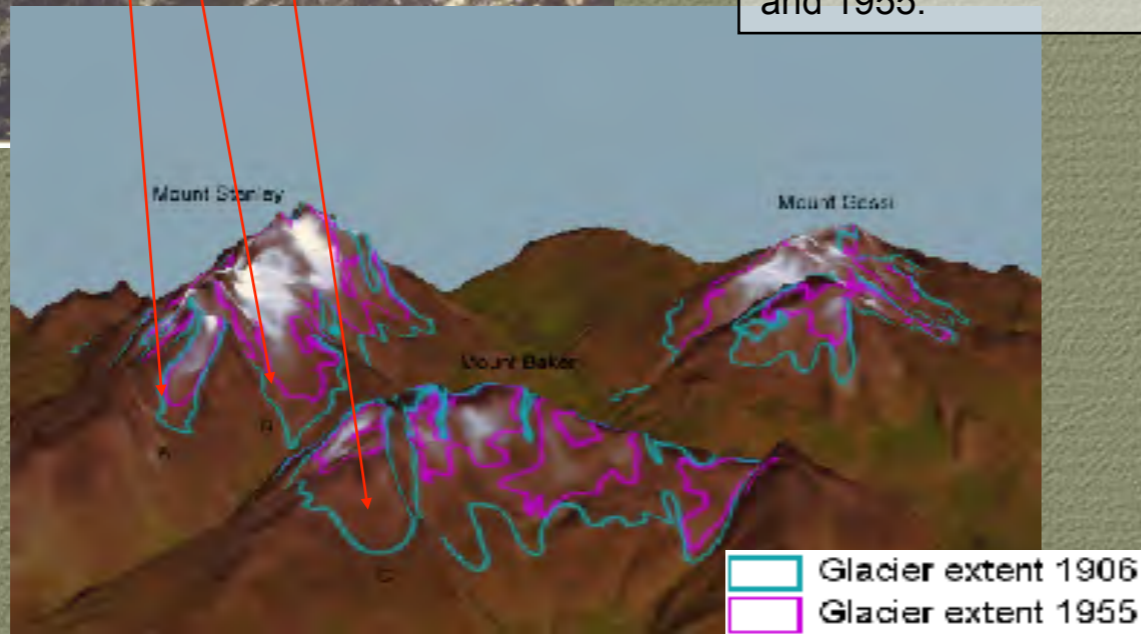 and 1955.
Mount Stanley
Mount Gessi
Mount Baker
A
B
C
Glacier extent 1906
Glacier extent 1955